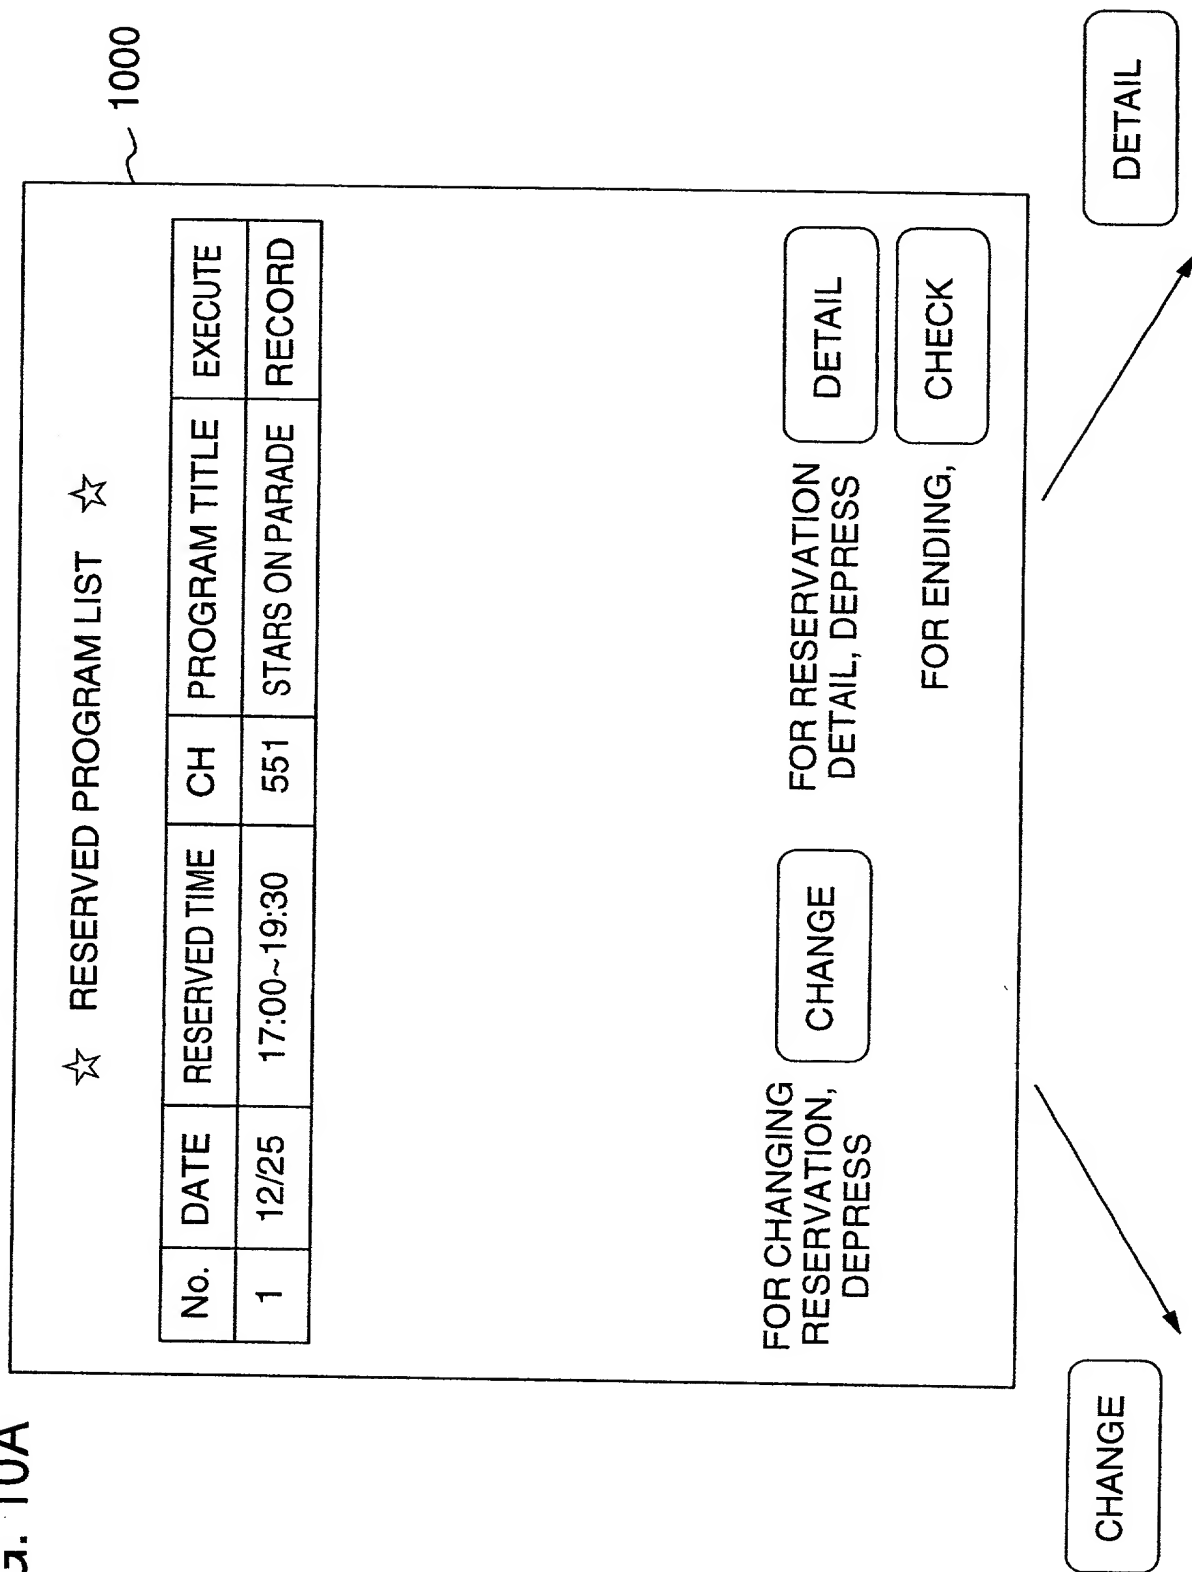 G. 10A
1000
☆ RESERVED PROGRAM LIST ☆
No. DATE RESERVED TIME CH PROGRAM TITLE EXECUTE
1 12/25 17:00~19:30 551 STARS ON PARADE RECORD
FOR CHANGING
RESERVATION,
DEPRESS
CHANGE
FOR RESERVATION
DETAIL, DEPRESS
DETAIL
FOR ENDING,
CHECK
CHANGE
DETAIL